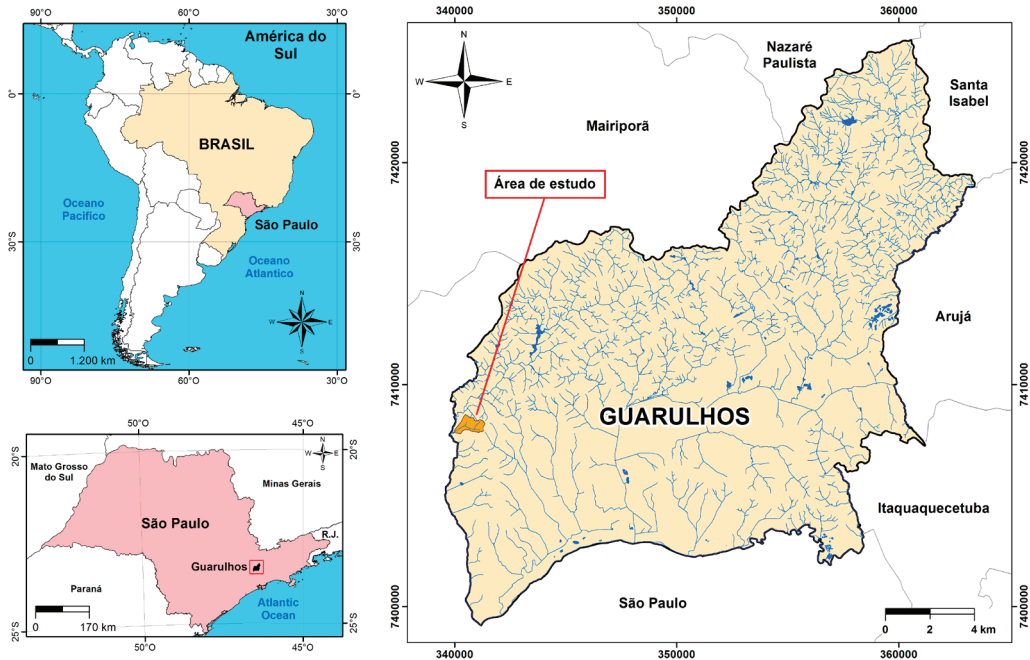 90°O
60°O
30°O
América do
Sul
0°
0°
BRASIL
Oceano
Pacífico
São Paulo
30°S
30°S
Oceano
Atlantico
N
W
E
S
0
1.200 km
90°O
60°O
30°O
50°O
45°O
20°S
20°S
N
W
E
S
Mato Grosso
do Sul
Minas Gerais
São Paulo
R.J.
Guarulhos
Paraná
Atlantic
Ocean
0
170 km
25°S
25°S
50°S
45°S
340000
350000
360000
N
W
E
S
Nazaré
Paulista
Santa
Isabel
Mairiporã
7420000
7420000
Área de estudo
Arujá
7410000
7410000
GUARULHOS
Itaquaquecetuba
São Paulo
7400000
7400000
0
2
4 km
340000
350000
360000